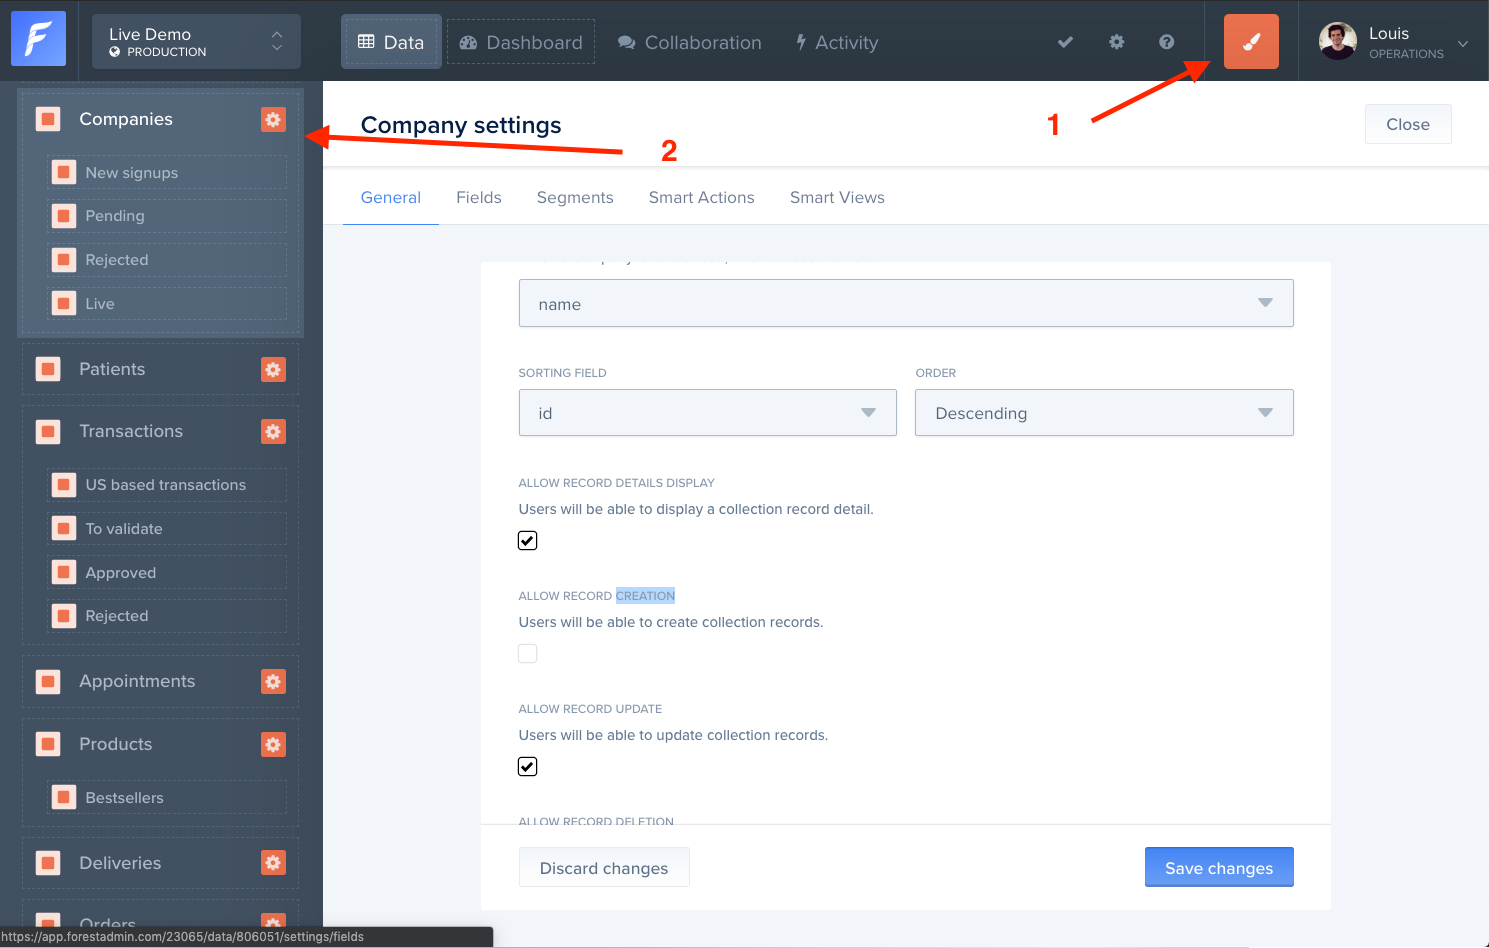 Live Demo
PRODUCTION
Data
Dashboard
Collaboration
Activity
Louis
OPERATIONS
1
Companies
New signups
Pending
Rejected
Live
Patients
Transactions
US based transactions
To validate
Approved
Rejected
Appointments
Products
Bestsellers
Deliveries
Orders
https://app.forestadmin.com/23065/data/806051/settings/fields
Company settings
2
Close
General
Fields
Segments
Smart Actions
Smart Views
name
SORTING FIELD
ORDER
id
Descending
ALLOW RECORD DETAILS DISPLAY
Users will be able to display a collection record detail.
ALLOW RECORD CREATION
Users will be able to create collection records.
ALLOW RECORD UPDATE
Users will be able to update collection records.
ALLOW RECORD DELETION
Discard changes
Save changes